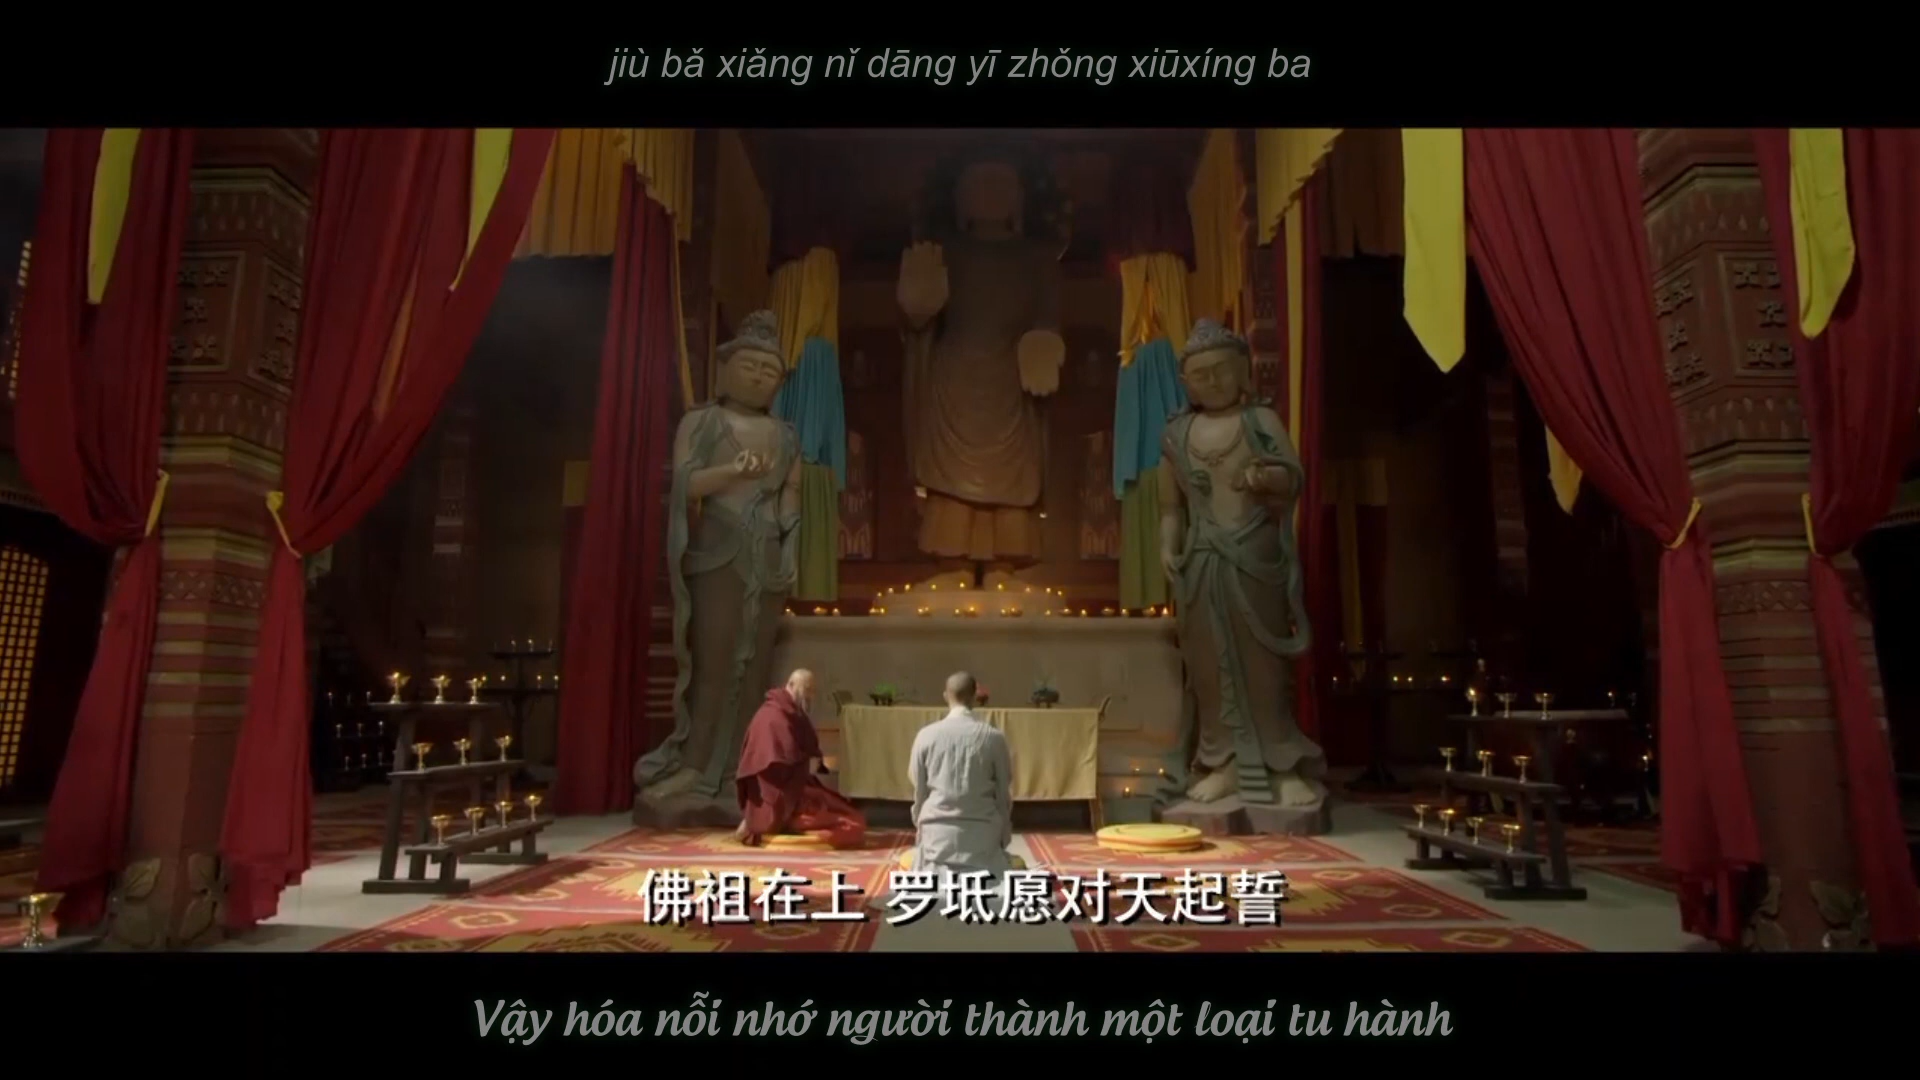 jiù bǎ xiǎng nǐ dāng yī zhǒng xiūxíng ba
佛祖在上 罗坻愿对天起誓
Vậy hóa nỗi nhớ người thành một loại tu hành